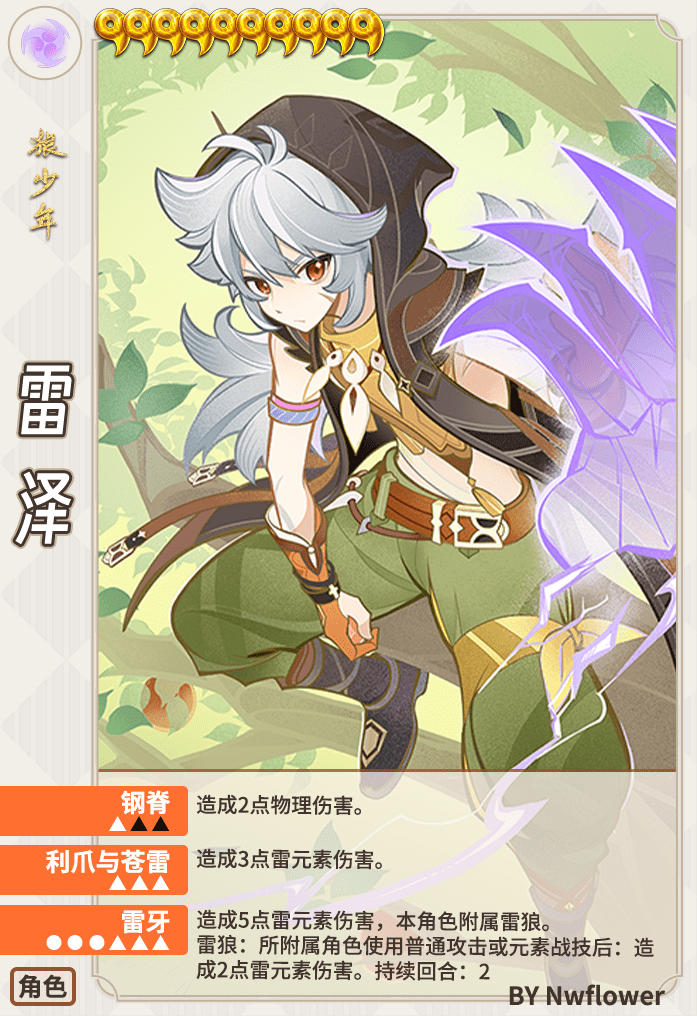 狼少年
雷泽
钢脊
造成2点物理伤害。
利爪与苍雷
造成3点雷元素伤害。
雷牙
造成5点雷元素伤害，本角色附属雷狼。
雷狼：所附属角色使用普通攻击或元素战技后：造
成2点雷元素伤害。持续回合：2
角色
BY Nwflower